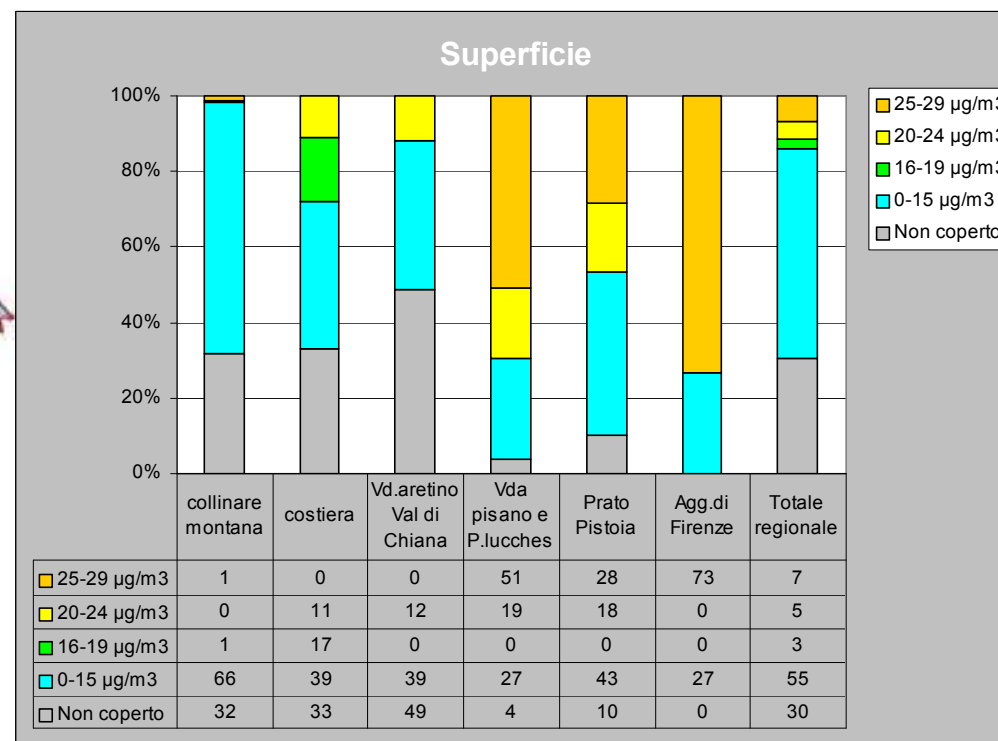 Superficie
100%
80%
60%
40%
20%
0%
25-29 µg/m3
20-24 µg/m3
16-19 µg/m3
0-15 µg/m3
Non coperto
collinare montana
costiera
Vd.aretino Val di Chiana
Vda pisano e P.lucches
Prato Pistoia
Agg.di Firenze
Totale regionale
25-29 µg/m3 1 0 0 51 28 73 7
20-24 µg/m3 0 11 12 19 18 0 5
16-19 µg/m3 1 17 0 0 0 0 3
0-15 µg/m3 66 39 39 27 43 27 55
Non coperto 32 33 49 4 10 0 30